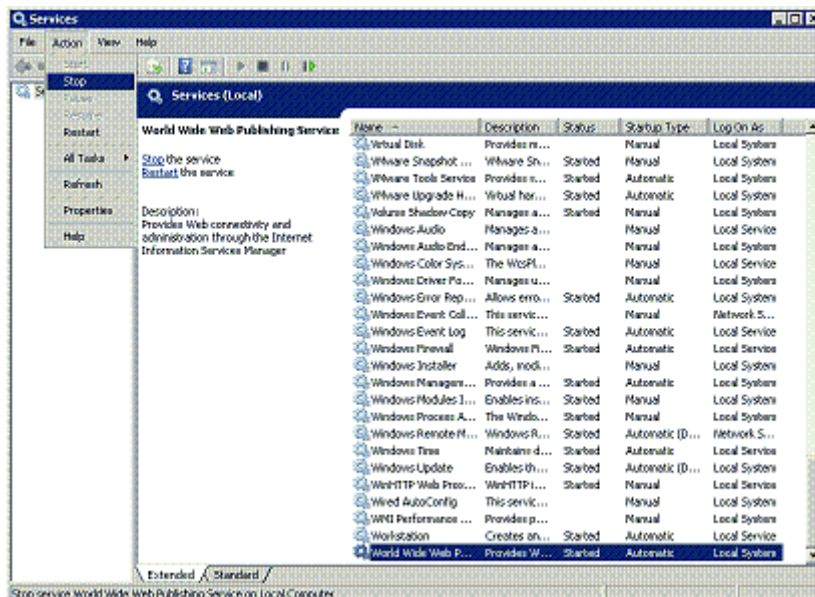 Services
File Action View Help
Start
Stop
Pause
Resume
Restart
All Tasks
Refresh
Properties
Help
Services (Local)
World Wide Web Publishing Service
Stop the service
Restart the service
Description:
Provides Web connectivity and
administration through the Internet
Information Services Manager
Name Description Status Startup Type Log On As
Virtual Disk Provides m... Manual Local System
VMware Snapshot ... VMware Sn... Started Manual Local System
VMware Tools Service Provides s... Started Automatic Local System
VMware Upgrade H... Virtual har... Started Automatic Local System
Volume Shadow Copy Manages a... Started Manual Local System
Windows Audio Manages a... Manual Local Service
Windows Audio End... Manages a... Manual Local System
Windows Color Sys... The WcsPl... Manual Local Service
Windows Driver Fo... Manages u... Manual Local System
Windows Error Rep... Allows erro... Started Automatic Local System
Windows Event Coll... This servic... Manual Network S...
Windows Event Log This servic... Started Automatic Local Service
Windows Firewall Windows Fi... Started Automatic Local Service
Windows Installer Adds, modi... Manual Local System
Windows Managem... Provides a ... Started Automatic Local System
Windows Modules I... Enables ins... Started Manual Local System
Windows Process A... The Windo... Started Manual Local System
Windows Remote M... Windows R... Started Automatic (D... Network S...
Windows Time Maintains d... Started Automatic Local Service
Windows Update Enables th... Started Automatic (D... Local System
WinHTTP Web Prox... WinHTTP i... Started Manual Local Service
Wired AutoConfig This servic... Manual Local System
WMI Performance ... Provides p... Manual Local System
Workstation Creates an... Started Automatic Local Service
World Wide Web P... Provides W... Started Automatic Local System
Extended Standard
Stop service World Wide Web Publishing Service on Local Computer